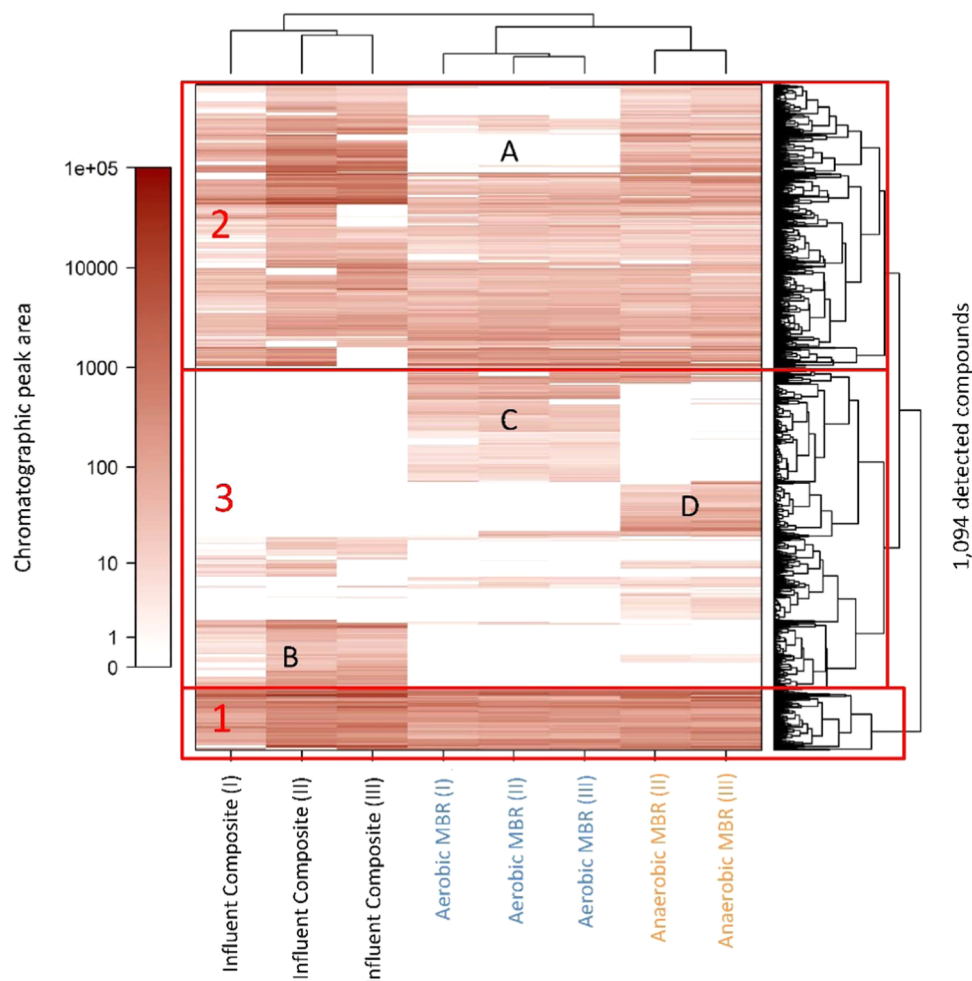 Chromatographic peak area
1e+05
10000
1000
100
10
1
0
A
2
C
3
D
B
1
1,094 detected compounds
Influent Composite (I)
Influent Composite (II)
nfluent Composite (III)
Aerobic MBR (I)
Aerobic MBR (II)
Aerobic MBR (III)
Anaerobic MBR (II)
Anaerobic MBR (III)